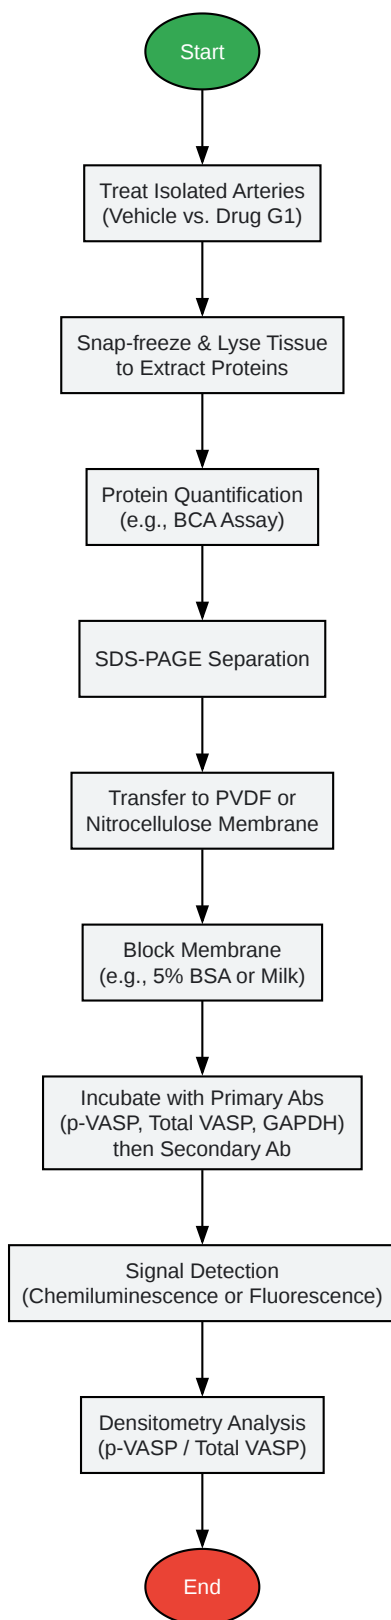 Start
Treat Isolated Arteries
(Vehicle vs. Drug G1)
Snap-freeze & Lyse Tissue
to Extract Proteins
Protein Quantification
(e.g., BCA Assay)
SDS-PAGE Separation
Transfer to PVDF or
Nitrocellulose Membrane
Block Membrane
(e.g., 5% BSA or Milk)
Incubate with Primary Abs
(p-VASP, Total VASP, GAPDH)
then Secondary Ab
Signal Detection
(Chemiluminescence or Fluorescence)
Densitometry Analysis
(p-VASP / Total VASP)
End